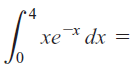 ∫₀⁴ xe⁻ˣ dx =